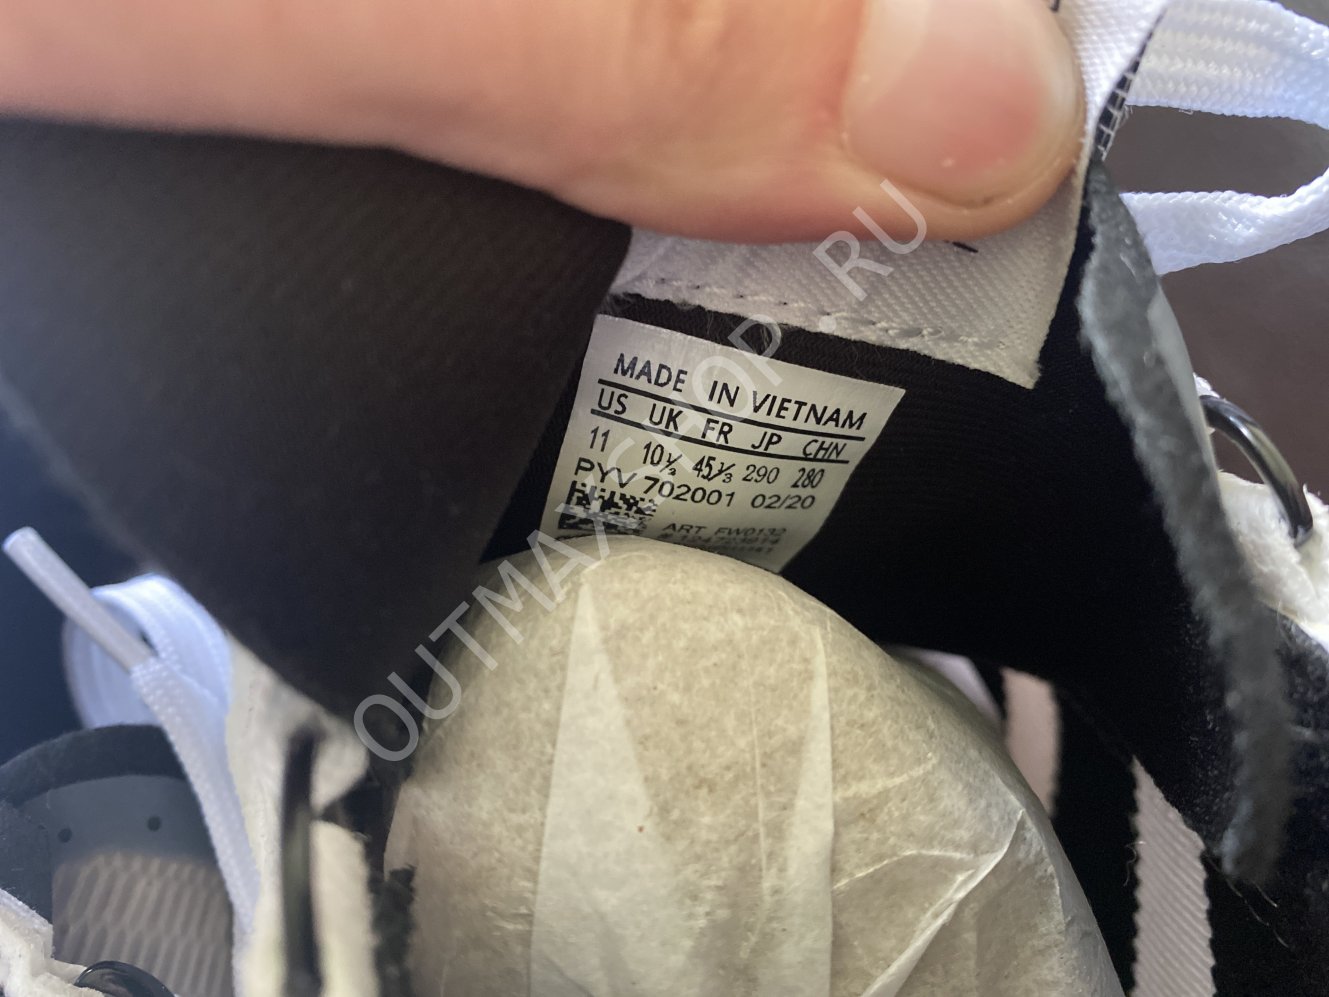 MADE IN VIETNAM
US UK FR JP CHN
11 10½ 45⅓ 290 280
PYV 702001 02/20
ART FW0132
OUTMAXSHOP.RU